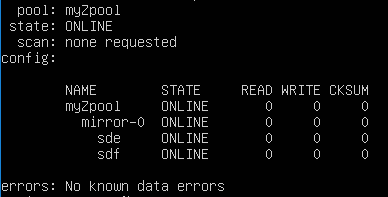 pool: myZpool
state: ONLINE
scan: none requested
config:
NAME STATE READ WRITE CKSUM
myZpool ONLINE 0 0 0
mirror-0 ONLINE 0 0 0
sde ONLINE 0 0 0
sdf ONLINE 0 0 0
errors: No known data errors